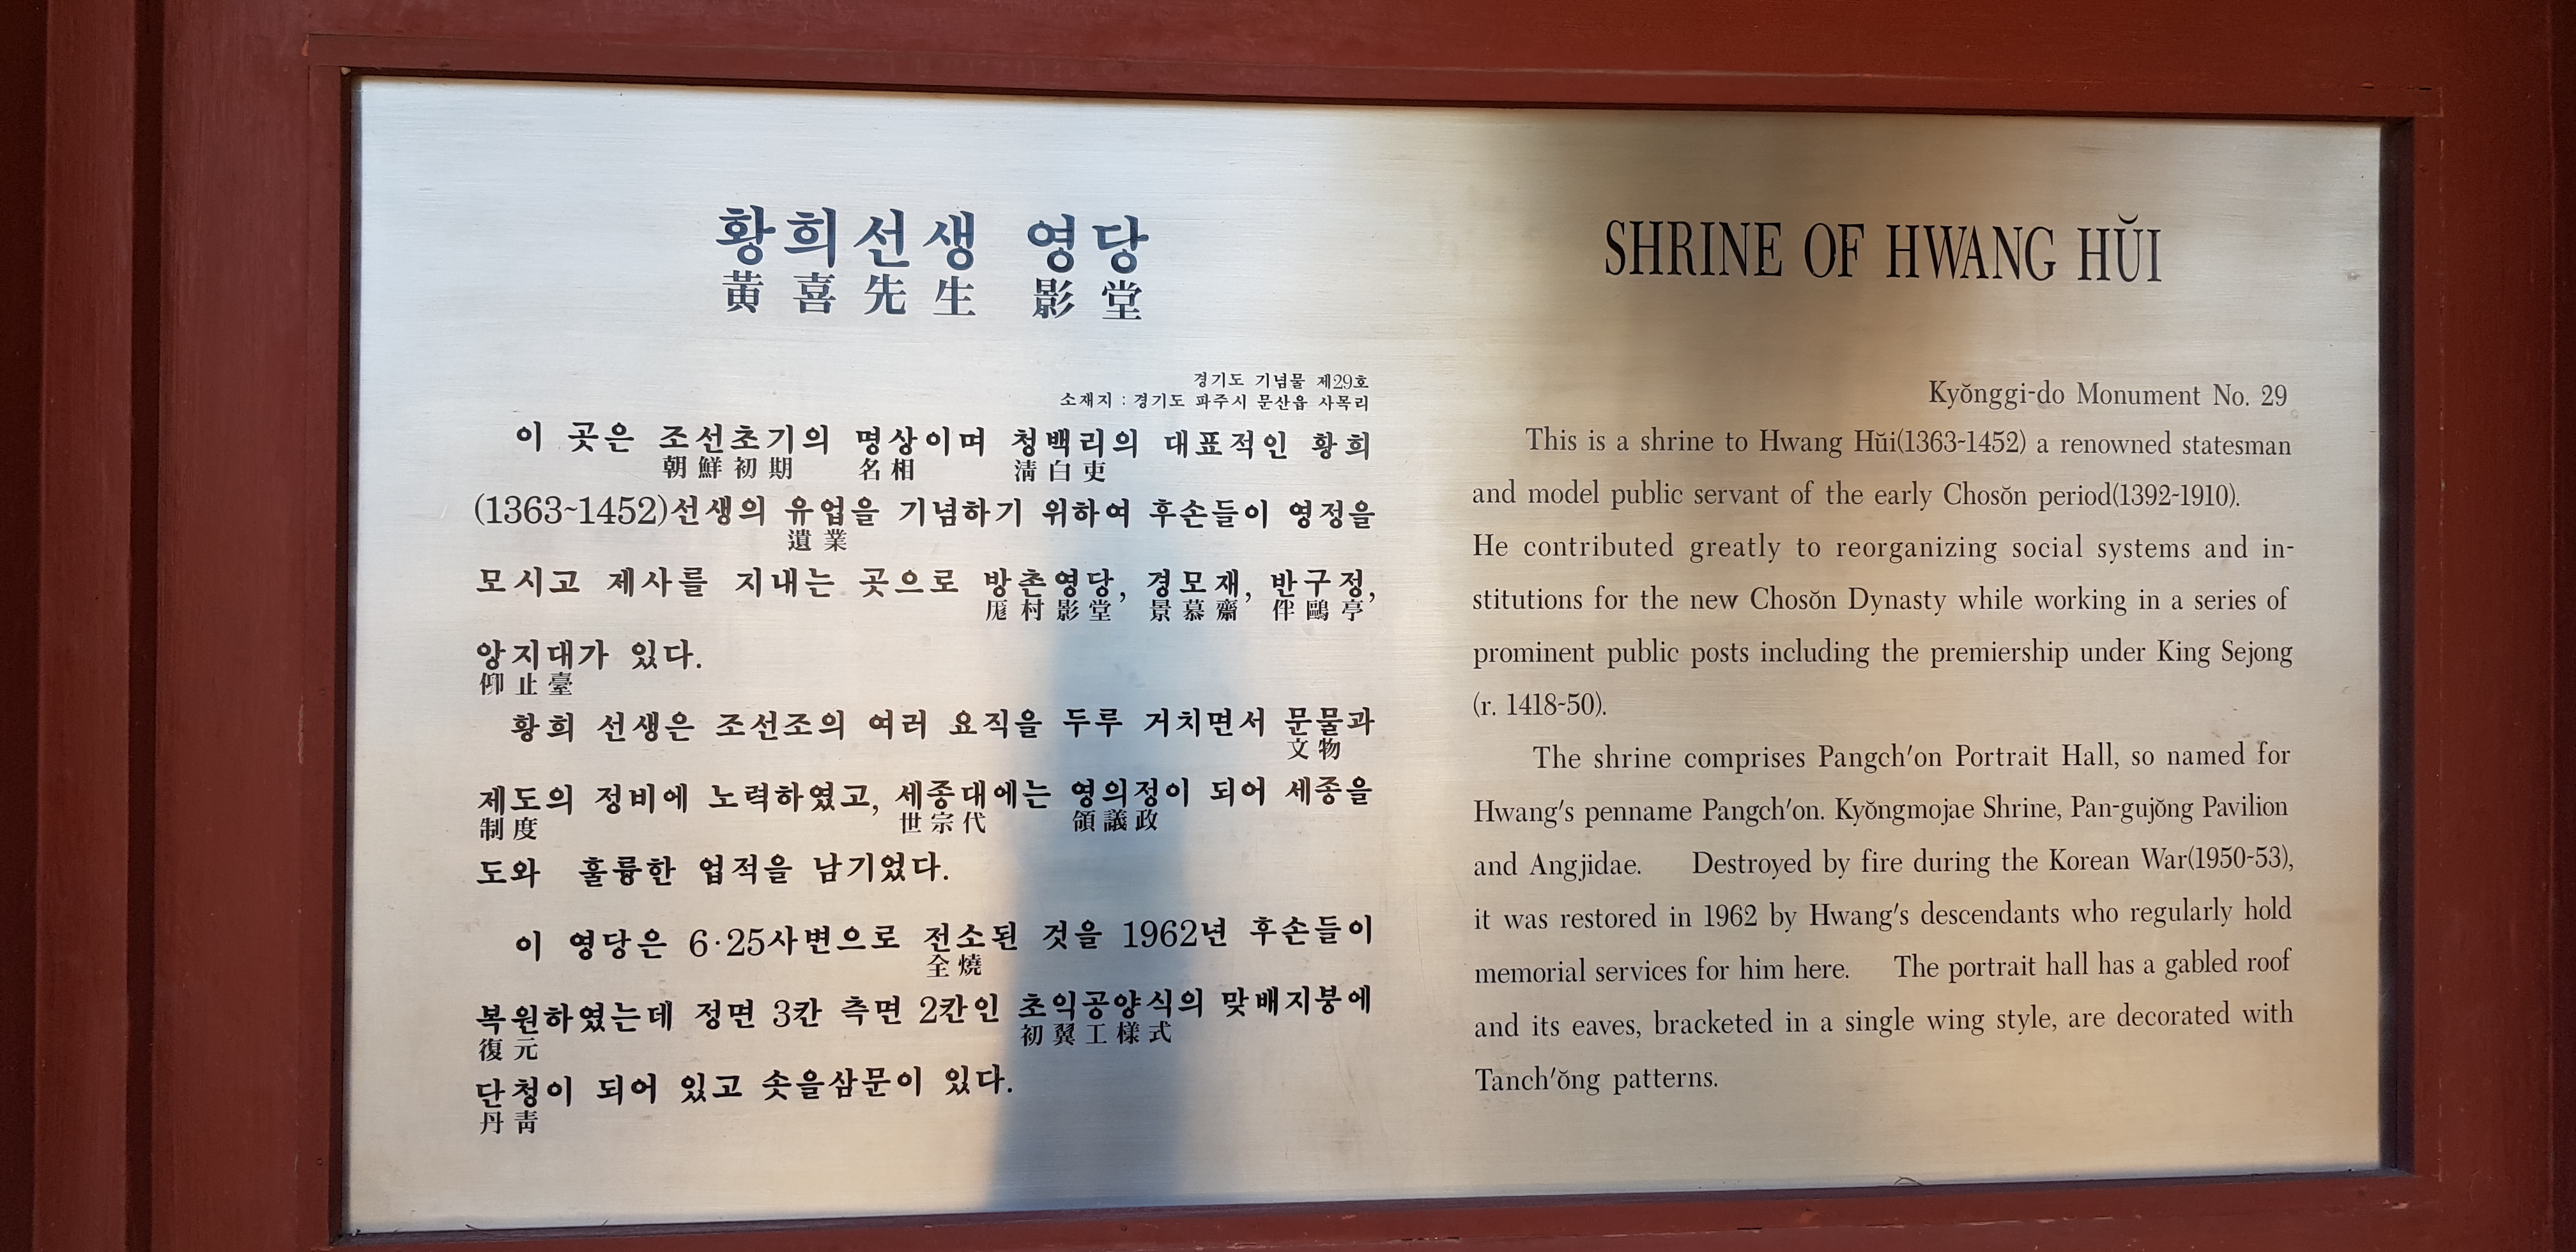 황희선생 영당
黃喜先生 影堂
경기도 기념물 제29호
소재지 : 경기도 파주시 문산읍 사목리
이 곳은 조선초기의 명상이며 청백리의 대표적인 황희
朝鮮初期 名相 淸白吏
(1363~1452)선생의 유업을 기념하기 위하여 후손들이 영정을
遺業
모시고 제사를 지내는 곳으로 방촌영당, 경모재, 반구정,
厖村影堂 景慕齋 伴鷗亭
앙지대가 있다.
仰止臺
황희 선생은 조선조의 여러 요직을 두루 거치면서 문물과
文物
제도의 정비에 노력하였고, 세종대에는 영의정이 되어 세종을
制度 世宗代 領議政
도와 훌륭한 업적을 남기었다.
이 영당은 6·25사변으로 전소된 것을 1962년 후손들이
全燒
복원하였는데 정면 3칸 측면 2칸인 초익공양식의 맞배지붕에
復元 初翼工樣式
단청이 되어 있고 솟을삼문이 있다.
丹靑
SHRINE OF HWANG HŬI
Kyŏnggi-do Monument No. 29
This is a shrine to Hwang Hŭi(1363~1452) a renowned statesman
and model public servant of the early Chosŏn period(1392~1910).
He contributed greatly to reorganizing social systems and in-
stitutions for the new Chosŏn Dynasty while working in a series of
prominent public posts including the premiership under King Sejong
(r. 1418~50).
The shrine comprises Pangch'on Portrait Hall, so named for
Hwang's penname Pangch'on. Kyŏngmojae Shrine, Pan-gujŏng Pavilion
and Angjidae. Destroyed by fire during the Korean War(1950~53),
it was restored in 1962 by Hwang's descendants who regularly hold
memorial services for him here. The portrait hall has a gabled roof
and its eaves, bracketed in a single wing style, are decorated with
Tanch'ŏng patterns.